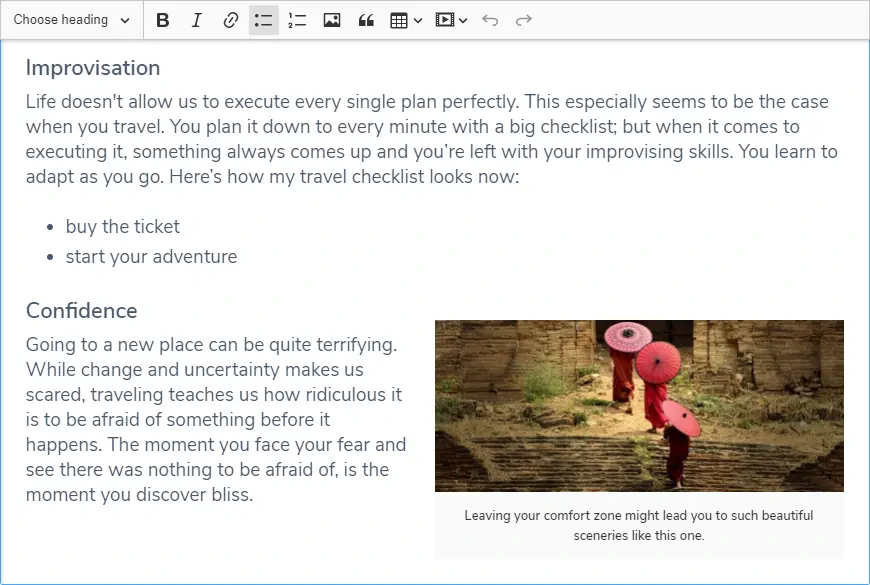 Choose heading
Improvisation
Life doesn't allow us to execute every single plan perfectly. This especially seems to be the case
when you travel. You plan it down to every minute with a big checklist; but when it comes to
executing it, something always comes up and you’re left with your improvising skills. You learn to
adapt as you go. Here’s how my travel checklist looks now:
• buy the ticket
• start your adventure
Confidence
Going to a new place can be quite terrifying.
While change and uncertainty makes us
scared, traveling teaches us how ridiculous it
is to be afraid of something before it
happens. The moment you face your fear and
see there was nothing to be afraid of, is the
moment you discover bliss.
Leaving your comfort zone might lead you to such beautiful
sceneries like this one.